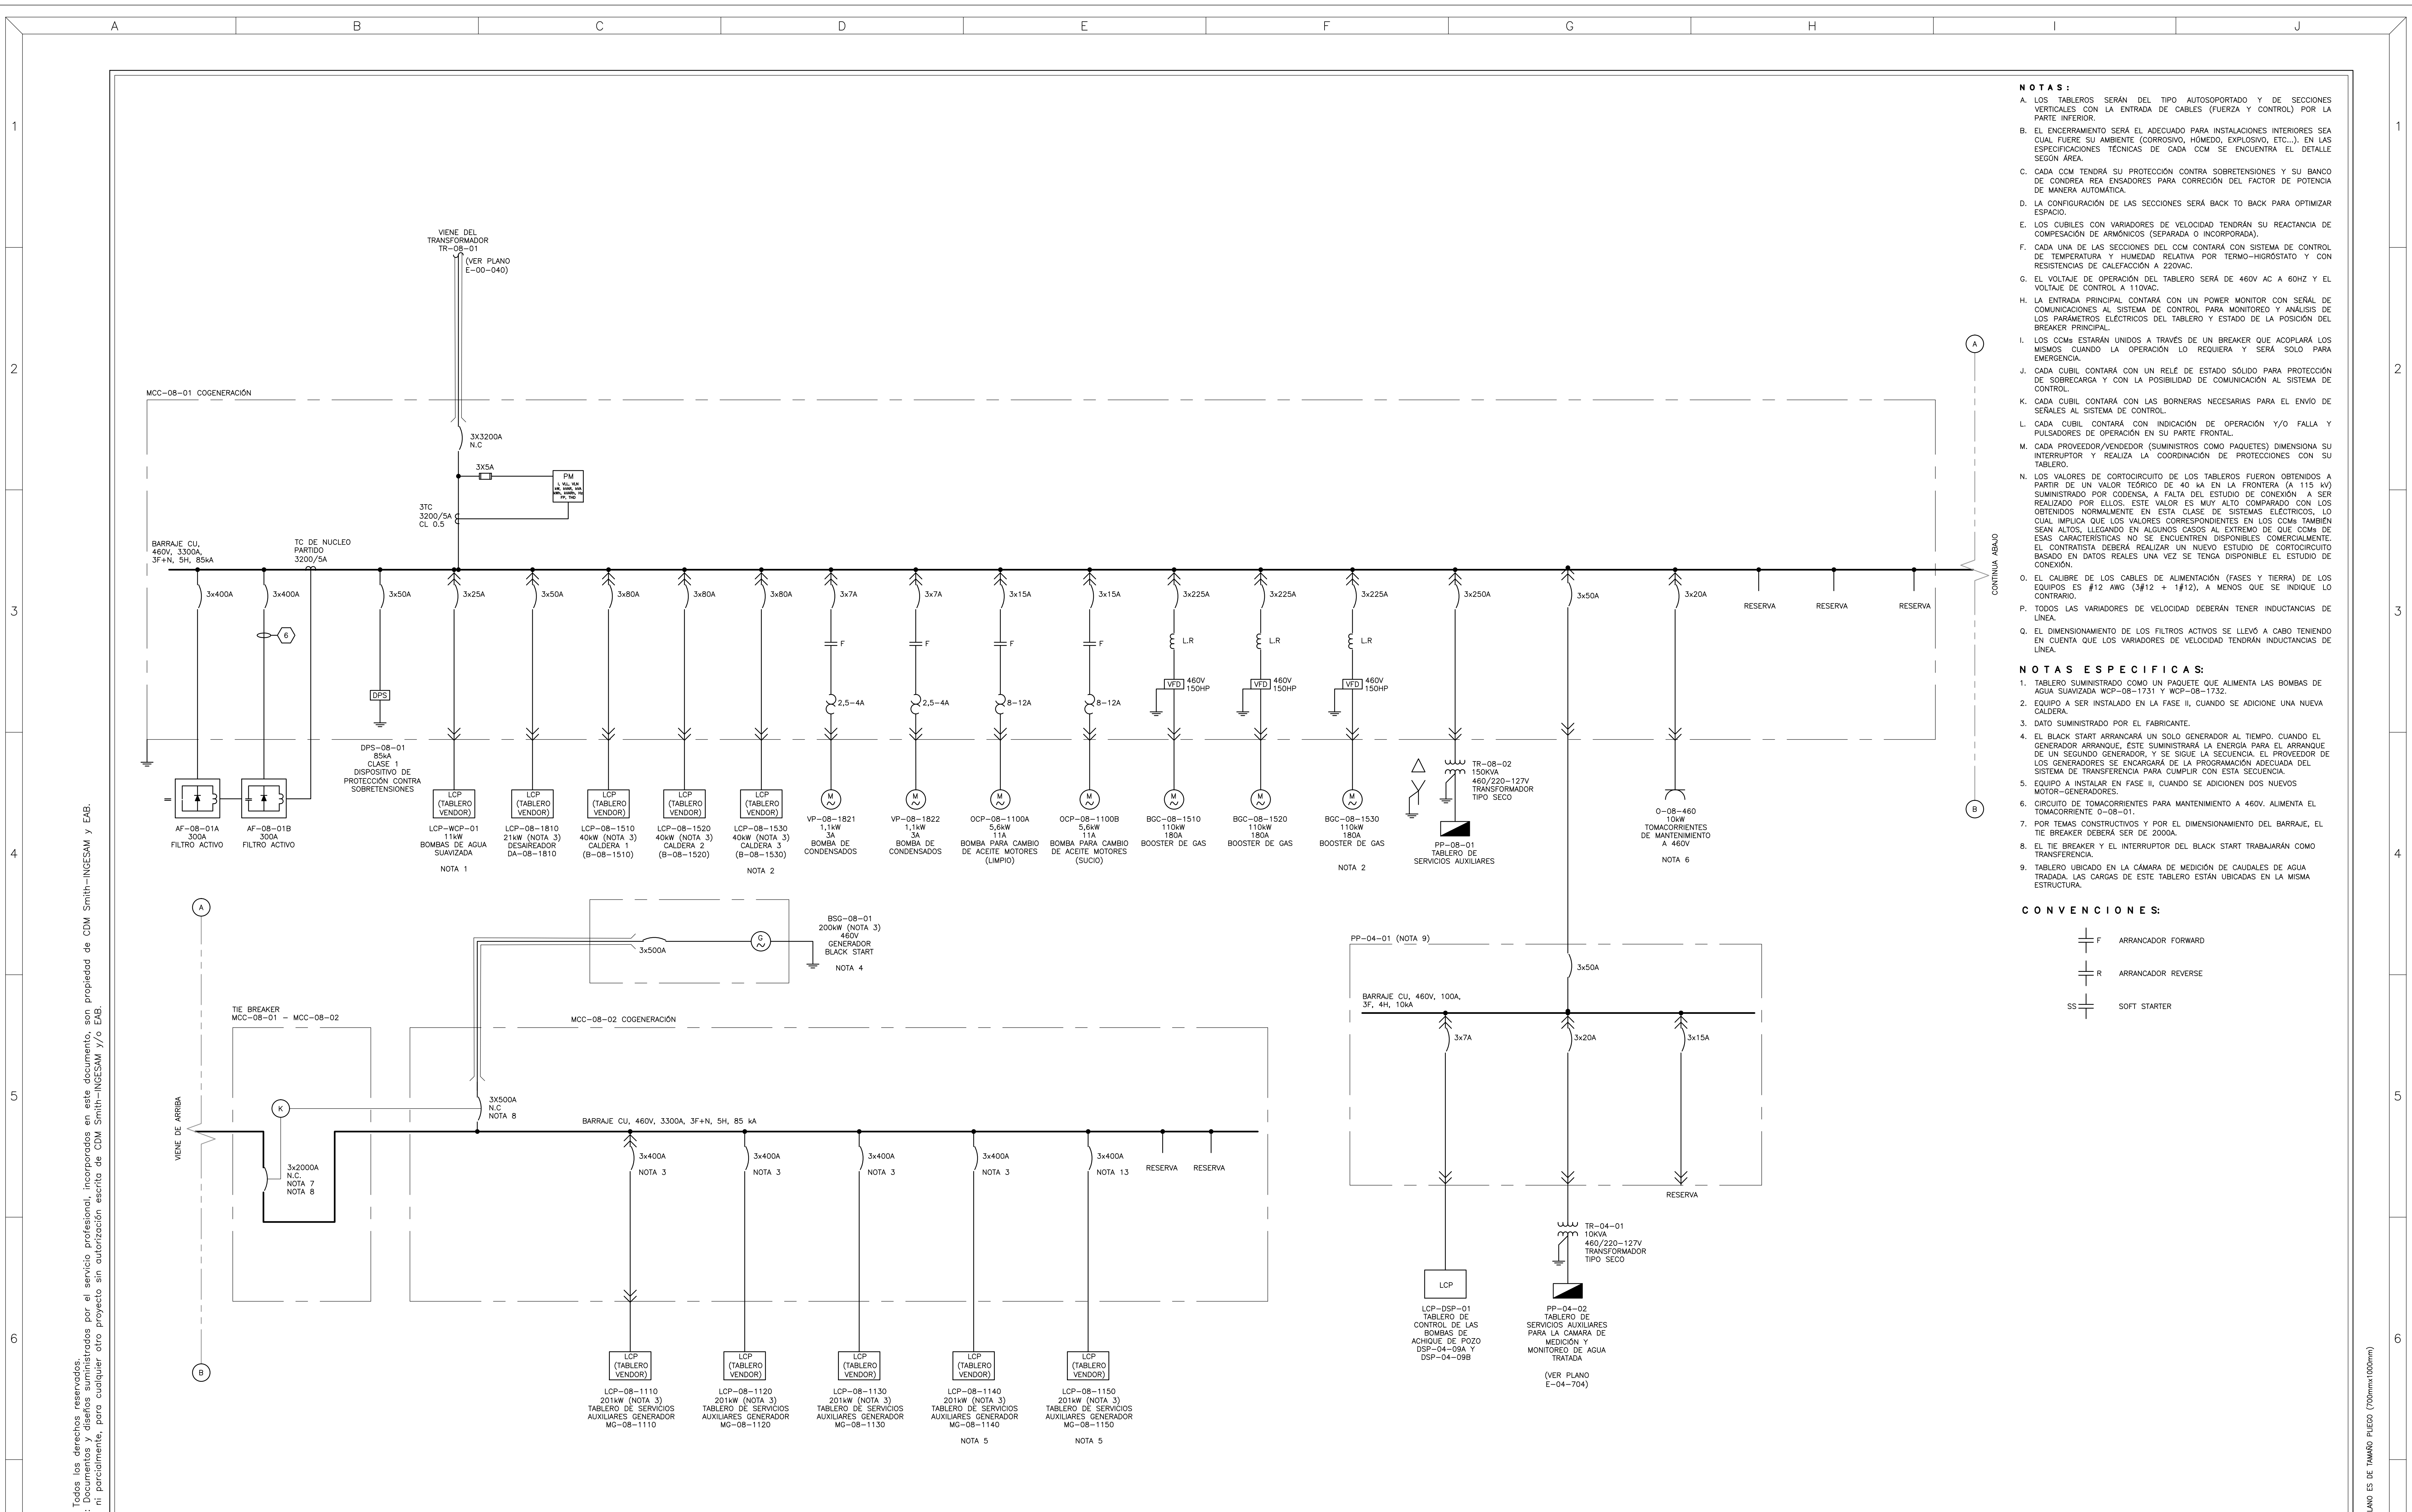 A
B
C
D
E
F
G
H
I
J
1
2
3
4
5
6
1
2
3
4
5
6
N O T A S :
A. LOS TABLEROS SERÁN DEL TIPO AUTOSOPORTADO Y DE SECCIONES
VERTICALES CON LA ENTRADA DE CABLES (FUERZA Y CONTROL) POR LA
PARTE INFERIOR.
B. EL ENCERRAMIENTO SERÁ EL ADECUADO PARA INSTALACIONES INTERIORES SEA
CUAL FUERE SU AMBIENTE (CORROSIVO, HÚMEDO, EXPLOSIVO, ETC...). EN LAS
ESPECIFICACIONES TÉCNICAS DE CADA CCM SE ENCUENTRA EL DETALLE
SEGÚN ÁREA.
C. CADA CCM TENDRÁ SU PROTECCIÓN CONTRA SOBRETENSIONES Y SU BANCO
DE CONDREA REA ENSADORES PARA CORRECIÓN DEL FACTOR DE POTENCIA
DE MANERA AUTOMÁTICA.
D. LA CONFIGURACIÓN DE LAS SECCIONES SERÁ BACK TO BACK PARA OPTIMIZAR
ESPACIO.
E. LOS CUBILES CON VARIADORES DE VELOCIDAD TENDRÁN SU REACTANCIA DE
COMPESACIÓN DE ARMÓNICOS (SEPARADA O INCORPORADA).
F. CADA UNA DE LAS SECCIONES DEL CCM CONTARÁ CON SISTEMA DE CONTROL
DE TEMPERATURA Y HUMEDAD RELATIVA POR TERMO-HIGRÓSTATO Y CON
RESISTENCIAS DE CALEFACCIÓN A 220VAC.
G. EL VOLTAJE DE OPERACIÓN DEL TABLERO SERÁ DE 460V AC A 60HZ Y EL
VOLTAJE DE CONTROL A 110VAC.
H. LA ENTRADA PRINCIPAL CONTARÁ CON UN POWER MONITOR CON SEÑÁL DE
COMUNICACIONES AL SISTEMA DE CONTROL PARA MONITOREO Y ANÁLISIS DE
LOS PARÁMETROS ELÉCTRICOS DEL TABLERO Y ESTADO DE LA POSICIÓN DEL
BREAKER PRINCIPAL.
I. LOS CCMs ESTARÁN UNIDOS A TRAVÉS DE UN BREAKER QUE ACOPLARÁ LOS
MISMOS CUANDO LA OPERACIÓN LO REQUIERA Y SERÁ SOLO PARA
EMERGENCIA.
J. CADA CUBIL CONTARÁ CON UN RELÉ DE ESTADO SÓLIDO PARA PROTECCIÓN
DE SOBRECARGA Y CON LA POSIBILIDAD DE COMUNICACIÓN AL SISTEMA DE
CONTROL.
K. CADA CUBIL CONTARÁ CON LAS BORNERAS NECESARIAS PARA EL ENVÍO DE
SEÑALES AL SISTEMA DE CONTROL.
L. CADA CUBIL CONTARÁ CON INDICACIÓN DE OPERACIÓN Y/O FALLA Y
PULSADORES DE OPERACIÓN EN SU PARTE FRONTAL.
M. CADA PROVEEDOR/VENDEDOR (SUMINISTROS COMO PAQUETES) DIMENSIONA SU
INTERRUPTOR Y REALIZA LA COORDINACIÓN DE PROTECCIONES CON SU
TABLERO.
N. LOS VALORES DE CORTOCIRCUITO DE LOS TABLEROS FUERON OBTENIDOS A
PARTIR DE UN VALOR TEÓRICO DE 40 kA EN LA FRONTERA (A 115 kV)
SUMINISTRADO POR CODENSA, A FALTA DEL ESTUDIO DE CONEXIÓN A SER
REALIZADO POR ELLOS. ESTE VALOR ES MUY ALTO COMPARADO CON LOS
OBTENIDOS NORMALMENTE EN ESTA CLASE DE SISTEMAS ELÉCTRICOS, LO
CUAL IMPLICA QUE LOS VALORES CORRESPONDIENTES EN LOS CCMs TAMBIÉN
SEAN ALTOS, LLEGANDO EN ALGUNOS CASOS AL EXTREMO DE QUE CCMs DE
ESAS CARACTERÍSTICAS NO SE ENCUENTREN DISPONIBLES COMERCIALMENTE.
EL CONTRATISTA DEBERÁ REALIZAR UN NUEVO ESTUDIO DE CORTOCIRCUITO
BASADO EN DATOS REALES UNA VEZ SE TENGA DISPONIBLE EL ESTUDIO DE
CONEXIÓN.
O. EL CALIBRE DE LOS CABLES DE ALIMENTACIÓN (FASES Y TIERRA) DE LOS
EQUIPOS ES #12 AWG (3#12 + 1#12), A MENOS QUE SE INDIQUE LO
CONTRARIO.
P. TODOS LAS VARIADORES DE VELOCIDAD DEBERÁN TENER INDUCTANCIAS DE
LÍNEA.
Q. EL DIMENSIONAMIENTO DE LOS FILTROS ACTIVOS SE LLEVÓ A CABO TENIENDO
EN CUENTA QUE LOS VARIADORES DE VELOCIDAD TENDRÁN INDUCTANCIAS DE
LÍNEA.
N O T A S E S P E C I F I C A S:
1. TABLERO SUMINISTRADO COMO UN PAQUETE QUE ALIMENTA LAS BOMBAS DE
AGUA SUAVIZADA WCP-08-1731 Y WCP-08-1732.
2. EQUIPO A SER INSTALADO EN LA FASE II, CUANDO SE ADICIONE UNA NUEVA
CALDERA.
3. DATO SUMINISTRADO POR EL FABRICANTE.
4. EL BLACK START ARRANCARÁ UN SOLO GENERADOR AL TIEMPO. CUANDO EL
GENERADOR ARRANQUE, ÉSTE SUMINISTRARÁ LA ENERGÍA PARA EL ARRANQUE
DE UN SEGUNDO GENERADOR, Y SE SIGUE LA SECUENCIA. EL PROVEEDOR DE
LOS GENERADORES SE ENCARGARÁ DE LA PROGRAMACIÓN ADECUADA DEL
SISTEMA DE TRANSFERENCIA PARA CUMPLIR CON ESTA SECUENCIA.
5. EQUIPO A INSTALAR EN FASE II, CUANDO SE ADICIONEN DOS NUEVOS
MOTOR-GENERADORES.
6. CIRCUITO DE TOMACORRIENTES PARA MANTENIMIENTO A 460V. ALIMENTA EL
TOMACORRIENTE O-08-01.
7. POR TEMAS CONSTRUCTIVOS Y POR EL DIMENSIONAMIENTO DEL BARRAJE, EL
TIE BREAKER DEBERÁ SER DE 2000A.
8. EL TIE BREAKER Y EL INTERRUPTOR DEL BLACK START TRABAJARÁN COMO
TRANSFERENCIA.
9. TABLERO UBICADO EN LA CÁMARA DE MEDICIÓN DE CAUDALES DE AGUA
TRADADA. LAS CARGAS DE ESTE TABLERO ESTÁN UBICADAS EN LA MISMA
ESTRUCTURA.
C O N V E N C I O N E S:
F ARRANCADOR FORWARD
R ARRANCADOR REVERSE
SS SOFT STARTER
VIENE DEL
TRANSFORMADOR
TR-08-01
(VER PLANO
E-00-040)
MCC-08-01 COGENERACIÓN
3X3200A
N.C
3X5A
PM
3TC
3200/5A
CL 0.5
BARRAJE CU,
460V, 3300A,
3F+N, 5H, 85kA
TC DE NUCLEO
PARTIDO
3200/5A
3x400A
3x400A
3x50A
3x25A
3x50A
3x80A
3x80A
3x80A
3x7A
3x7A
3x15A
3x15A
3x225A
3x225A
3x225A
3x250A
3x50A
3x20A
RESERVA
RESERVA
RESERVA
A
CONTINUA ABAJO
B
6
F
F
F
F
L.R
L.R
L.R
DPS
2,5-4A
2,5-4A
8-12A
8-12A
VFD
460V
150HP
VFD
460V
150HP
VFD
460V
150HP
AF-08-01A
300A
FILTRO ACTIVO
AF-08-01B
300A
FILTRO ACTIVO
DPS-08-01
85kA
CLASE 1
DISPOSITIVO DE
PROTECCIÓN CONTRA
SOBRETENSIONES
LCP
(TABLERO
VENDOR)
LCP-WCP-01
11kW
BOMBAS DE AGUA
SUAVIZADA
NOTA 1
LCP
(TABLERO
VENDOR)
LCP-08-1810
21kW (NOTA 3)
DESAIREADOR
DA-08-1810
LCP
(TABLERO
VENDOR)
LCP-08-1510
40kW (NOTA 3)
CALDERA 1
(B-08-1510)
LCP
(TABLERO
VENDOR)
LCP-08-1520
40kW (NOTA 3)
CALDERA 2
(B-08-1520)
LCP
(TABLERO
VENDOR)
LCP-08-1530
40kW (NOTA 3)
CALDERA 3
(B-08-1530)
NOTA 2
M
VP-08-1821
1,1kW
3A
BOMBA DE
CONDENSADOS
M
VP-08-1822
1,1kW
3A
BOMBA DE
CONDENSADOS
M
OCP-08-1100A
5,6kW
11A
BOMBA PARA CAMBIO
DE ACEITE MOTORES
(LIMPIO)
M
OCP-08-1100B
5,6kW
11A
BOMBA PARA CAMBIO
DE ACEITE MOTORES
(SUCIO)
M
BGC-08-1510
110kW
180A
BOOSTER DE GAS
M
BGC-08-1520
110kW
180A
BOOSTER DE GAS
M
BGC-08-1530
110kW
180A
BOOSTER DE GAS
NOTA 2
TR-08-02
150KVA
460/220-127V
TRANSFORMADOR
TIPO SECO
PP-08-01
TABLERO DE
SERVICIOS AUXILIARES
O-08-460
10kW
TOMACORRIENTES
DE MANTENIMIENTO
A 460V
NOTA 6
A
VIENE DE ARRIBA
B
TIE BREAKER
MCC-08-01 - MCC-08-02
K
3x2000A
N.C.
NOTA 7
NOTA 8
3x500A
G
BSG-08-01
200kW (NOTA 3)
460V
GENERADOR
BLACK START
NOTA 4
MCC-08-02 COGENERACIÓN
3X500A
N.C
NOTA 8
BARRAJE CU, 460V, 3300A, 3F+N, 5H, 85 kA
3x400A
NOTA 3
3x400A
NOTA 3
3x400A
NOTA 3
3x400A
NOTA 3
3x400A
NOTA 13
RESERVA
RESERVA
LCP
(TABLERO
VENDOR)
LCP-08-1110
201kW (NOTA 3)
TABLERO DE SERVICIOS
AUXILIARES GENERADOR
MG-08-1110
LCP
(TABLERO
VENDOR)
LCP-08-1120
201kW (NOTA 3)
TABLERO DE SERVICIOS
AUXILIARES GENERADOR
MG-08-1120
LCP
(TABLERO
VENDOR)
LCP-08-1130
201kW (NOTA 3)
TABLERO DE SERVICIOS
AUXILIARES GENERADOR
MG-08-1130
LCP
(TABLERO
VENDOR)
LCP-08-1140
201kW (NOTA 3)
TABLERO DE SERVICIOS
AUXILIARES GENERADOR
MG-08-1140
NOTA 5
LCP
(TABLERO
VENDOR)
LCP-08-1150
201kW (NOTA 3)
TABLERO DE SERVICIOS
AUXILIARES GENERADOR
MG-08-1150
NOTA 5
PP-04-01 (NOTA 9)
3x50A
BARRAJE CU, 460V, 100A,
3F, 4H, 10kA
3x7A
3x20A
3x15A
RESERVA
TR-04-01
10KVA
460/220-127V
TRANSFORMADOR
TIPO SECO
LCP
LCP-DSP-01
TABLERO DE
CONTROL DE LAS
BOMBAS DE
ACHIQUE DE POZO
DSP-04-09A Y
DSP-04-09B
PP-04-02
TABLERO DE
SERVICIOS AUXILIARES
PARA LA CAMARA DE
MEDICIÓN Y
MONITOREO DE AGUA
TRATADA
(VER PLANO
E-04-704)
Todos los derechos reservados.
: Documentos y diseños suministrados por el servicio profesional, incorporados en este documento, son propiedad de CDM Smith-INGESAM y EAB.
ni parcialmente, para cualquier otro proyecto sin autorización escrita de CDM Smith-INGESAM y/o EAB.
LANO ES DE TAMAÑO PLIEGO (700mmx1000mm)